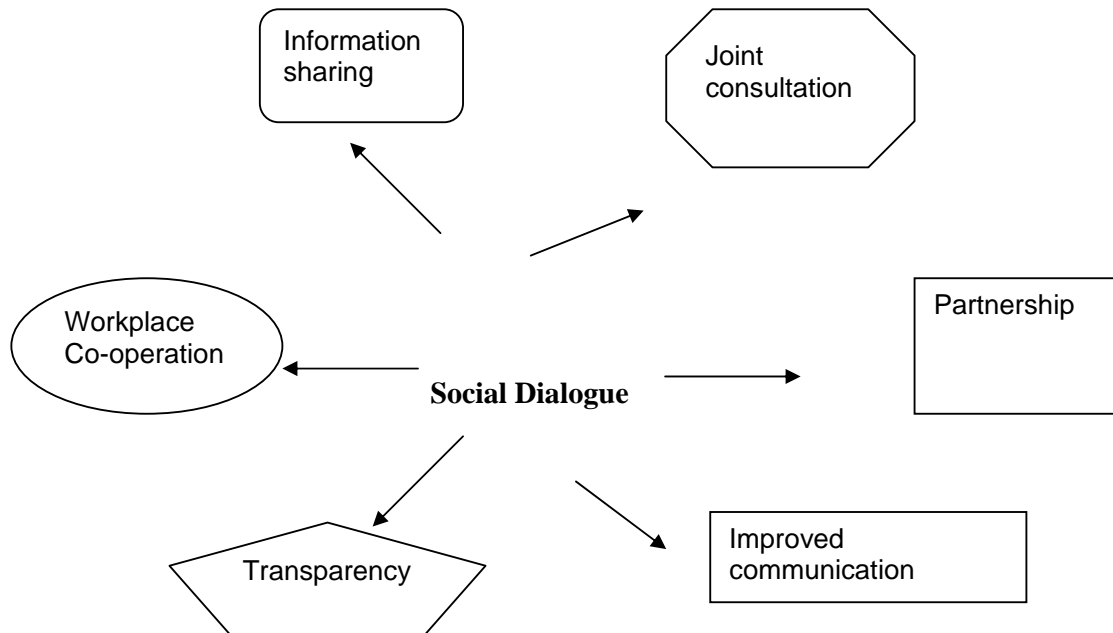 Information
sharing
Joint
consultation
Workplace
Co-operation
Partnership
Social Dialogue
Transparency
Improved
communication